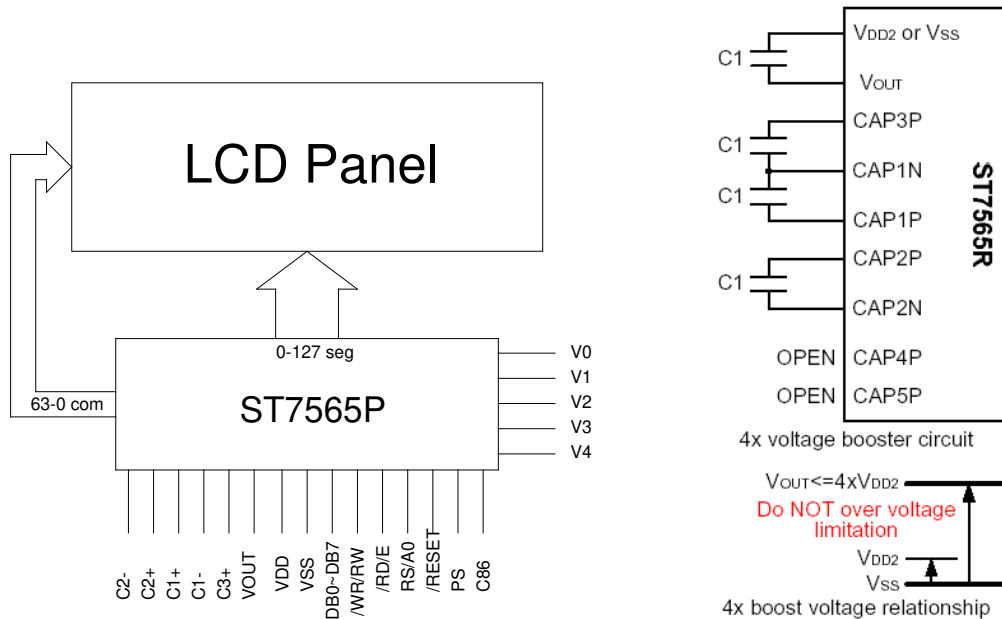 LCD Panel
0-127 seg
63-0 com
ST7565P
V0
V1
V2
V3
V4
C2-
C2+
C1+
C1-
C3+
VOUT
VDD
VSS
DB0~DB7
/WR/RW
/RD/E
RS/A0
/RESET
PS
C86
C1
VDD2 or VSS
VOUT
C1
CAP3P
CAP1N
C1
CAP1P
CAP2P
C1
CAP2N
OPEN CAP4P
OPEN CAP5P
ST7565R
4x voltage booster circuit
VOUT<=4xVDD2
Do NOT over voltage
limitation
VDD2
VSS
4x boost voltage relationship